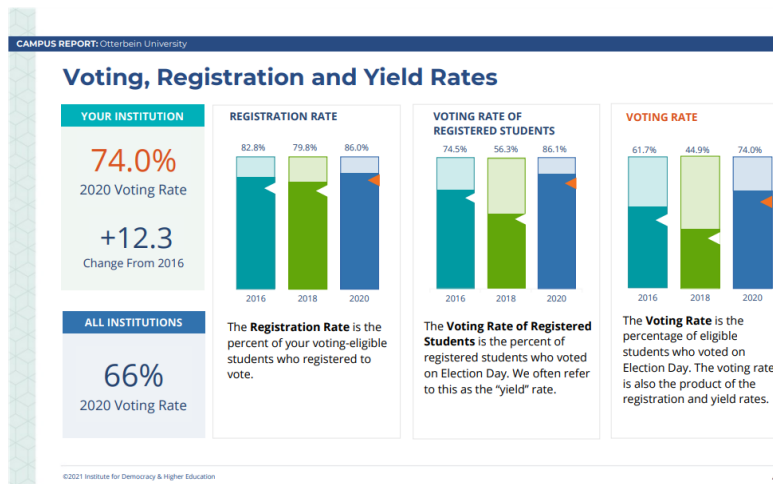 CAMPUS REPORT: Otterbein University
Voting, Registration and Yield Rates
YOUR INSTITUTION
74.0%
2020 Voting Rate
+12.3
Change From 2016
ALL INSTITUTIONS
66%
2020 Voting Rate
REGISTRATION RATE
82.8% 79.8% 86.0%
2016 2018 2020
The Registration Rate is the
percent of your voting-eligible
students who registered to
vote.
VOTING RATE OF
REGISTERED STUDENTS
74.5% 56.3% 86.1%
2016 2018 2020
The Voting Rate of Registered
Students is the percent of
registered students who voted
on Election Day. We often refer
to this as the “yield” rate.
VOTING RATE
61.7% 44.9% 74.0%
2016 2018 2020
The Voting Rate is the
percentage of eligible
students who voted on
Election Day. The voting rate
is also the product of the
registration and yield rates.
©2021 Institute for Democracy & Higher Education